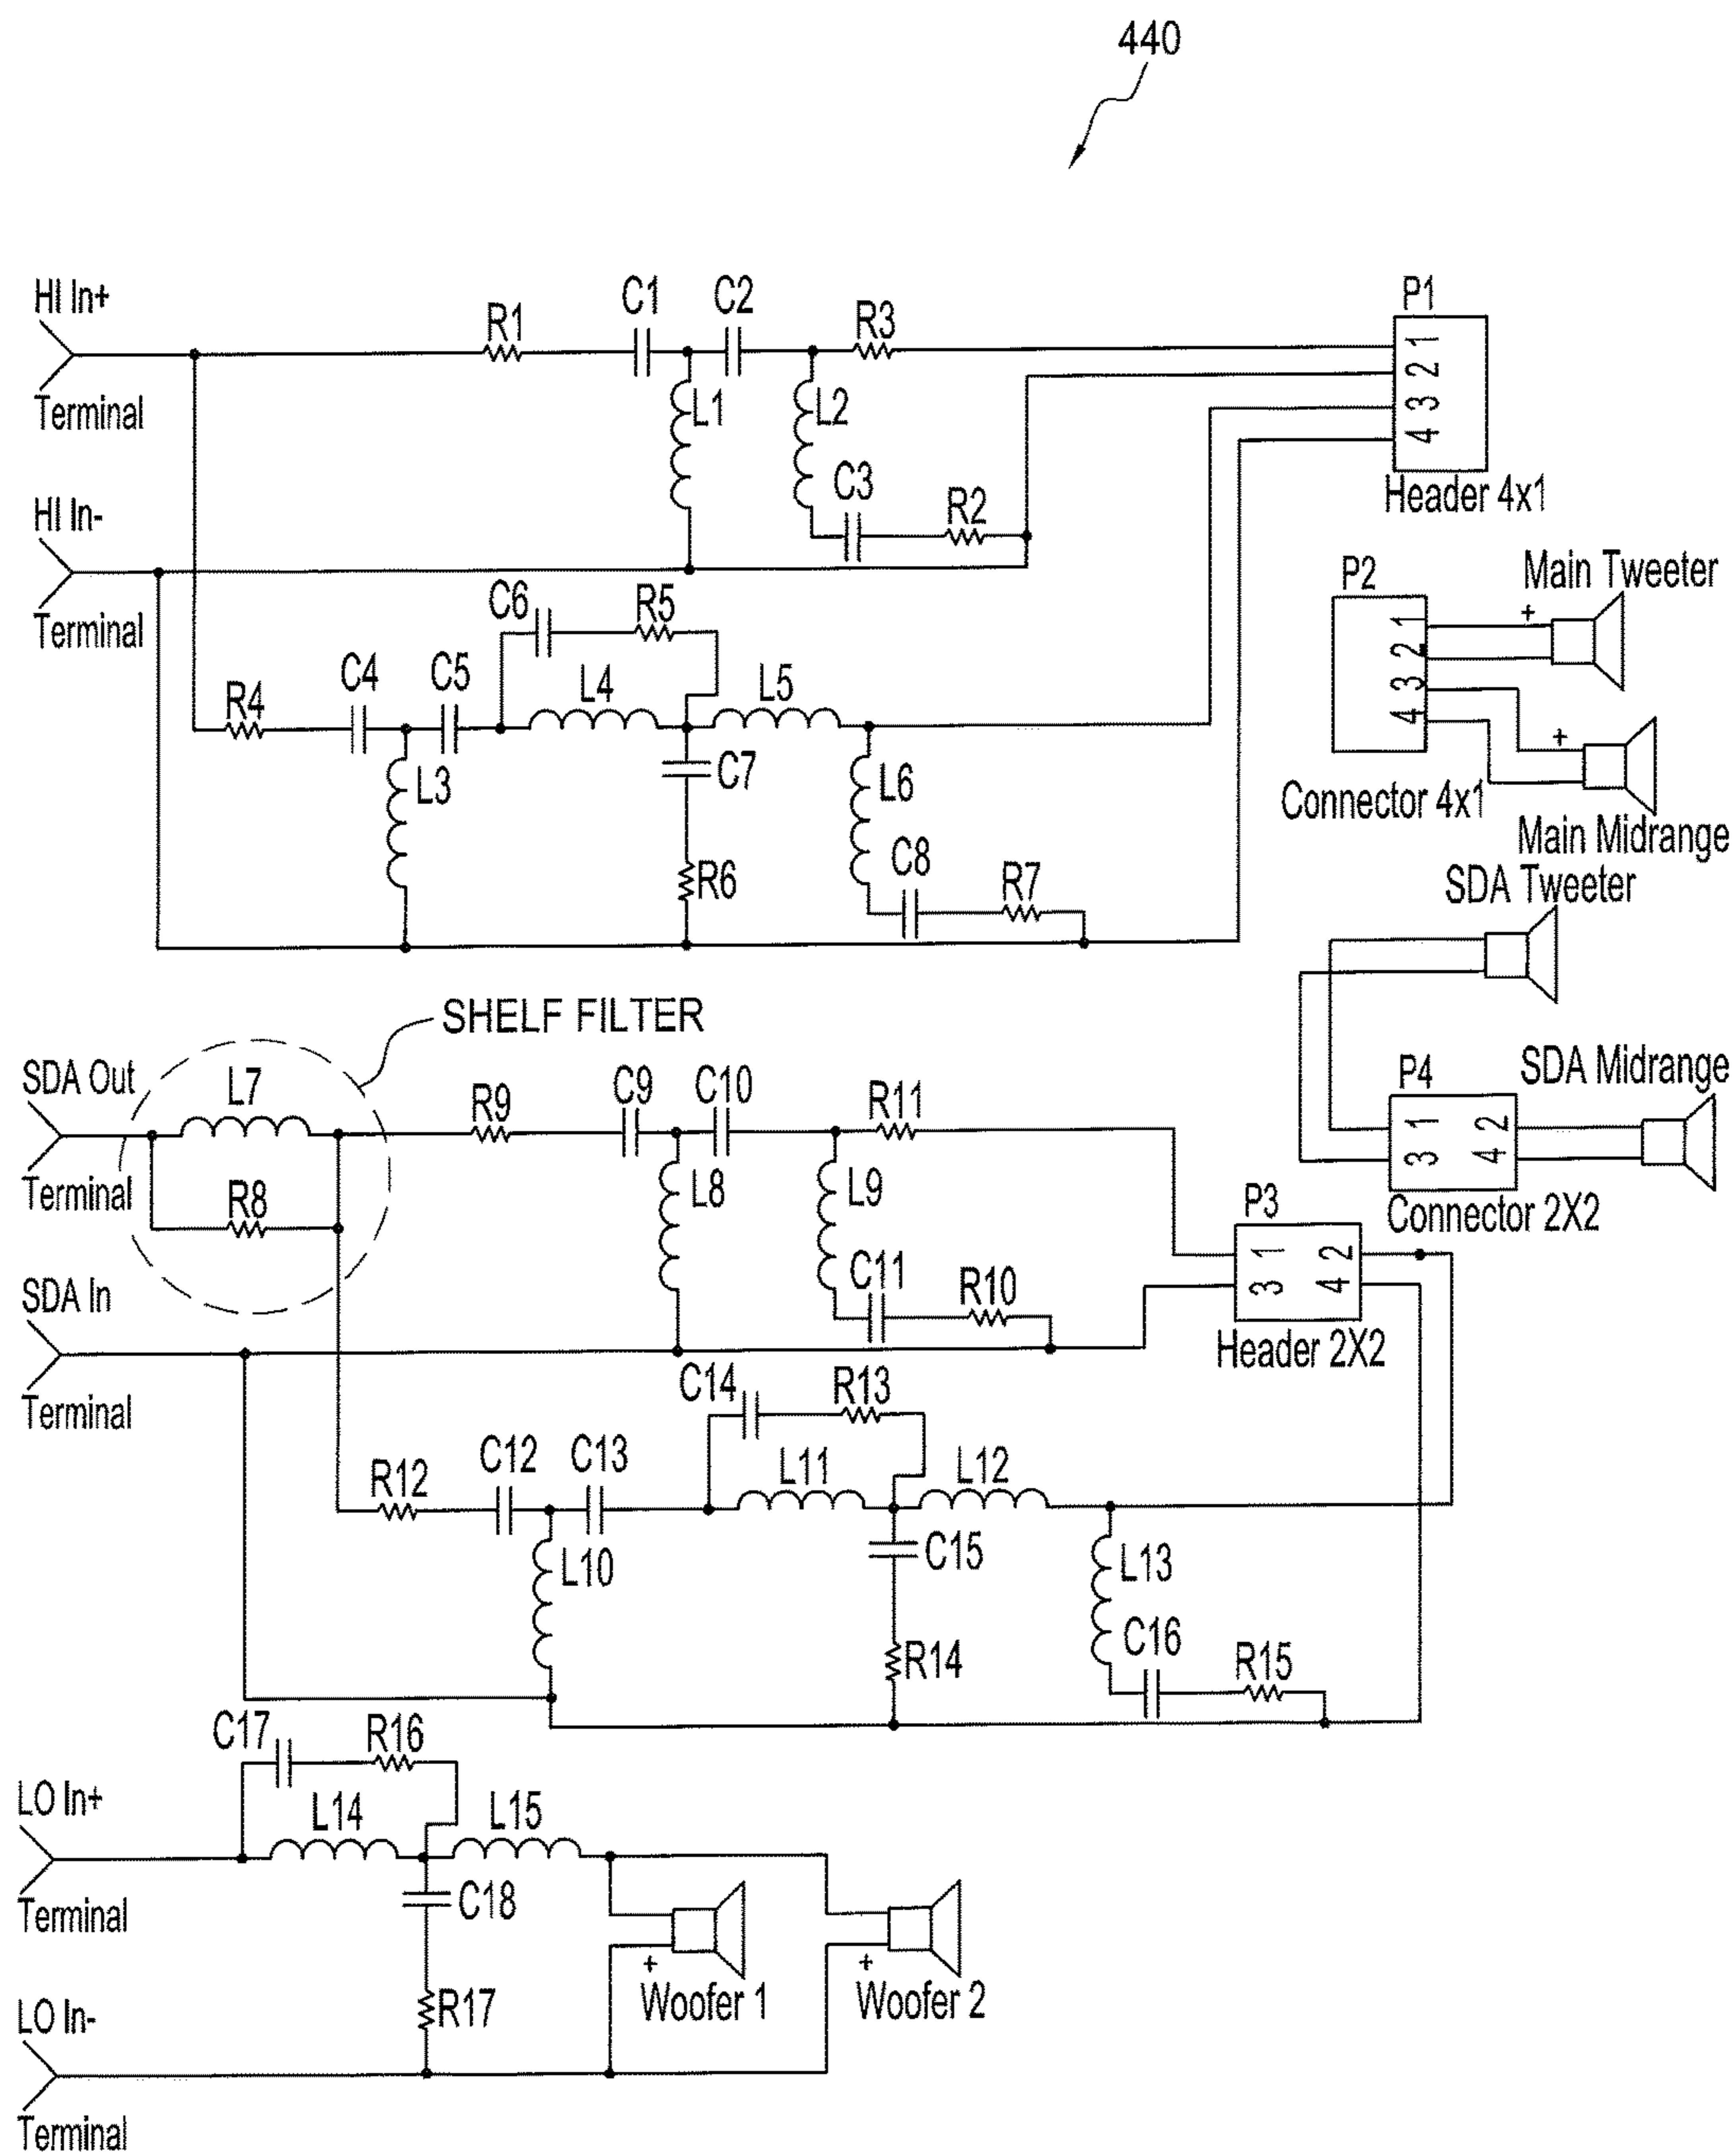 440
HI In+
Terminal
R1
C1
C2
R3
P1
1
2
3
4
Header 4x1
L1
L2
C3
R2
HI In-
Terminal
P2
1
2
3
4
Connector 4x1
Main Tweeter
+
+
Main Midrange
C6
R5
R4
C4
C5
L4
L5
L3
C7
L6
R6
C8
R7
SDA Tweeter
SHELF FILTER
SDA Out
Terminal
L7
R8
R9
C9
C10
R11
L8
L9
C11
R10
P4
1 2
3 4
Connector 2X2
SDA Midrange
P3
1 2
3 4
Header 2X2
SDA In
Terminal
C14
R13
R12
C12
C13
L11
L12
L10
C15
L13
R14
C16
R15
C17
R16
LO In+
Terminal
L14
L15
C18
R17
+
Woofer 1
+
Woofer 2
LO In-
Terminal